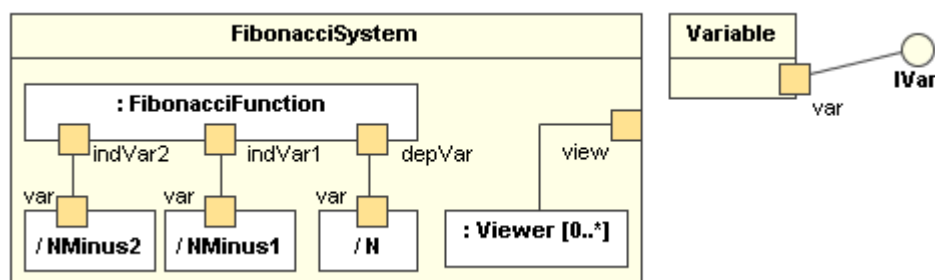 FibonacciSystem
: FibonacciFunction
indVar2
indVar1
depVar
view
var
var
var
/ NMinus2
/ NMinus1
/ N
: Viewer [0..*]
Variable
IVar
var